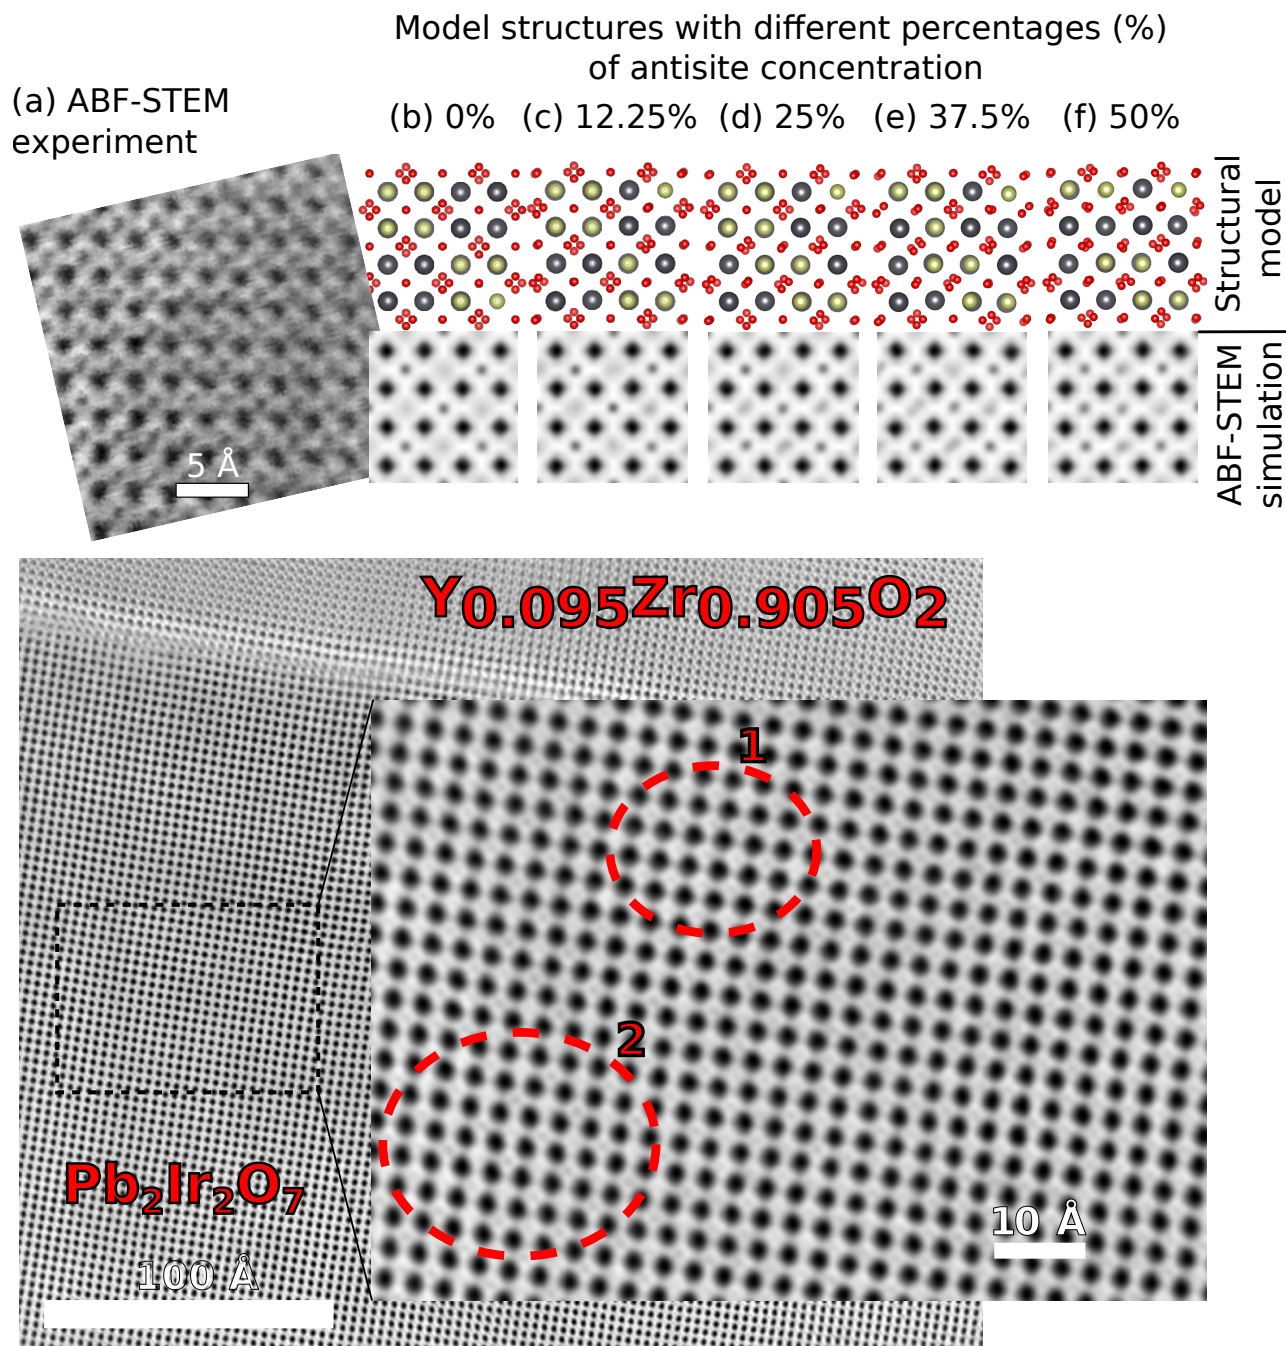 Model structures with different percentages (%)
of antisite concentration
(a) ABF-STEM
experiment
(b) 0%
(c) 12.25%
(d) 25%
(e) 37.5%
(f) 50%
Structural
model
ABF-STEM
simulation
5 Å
Y0.095Zr0.905O2
1
2
Pb₂Ir₂O₇
10 Å
100 Å